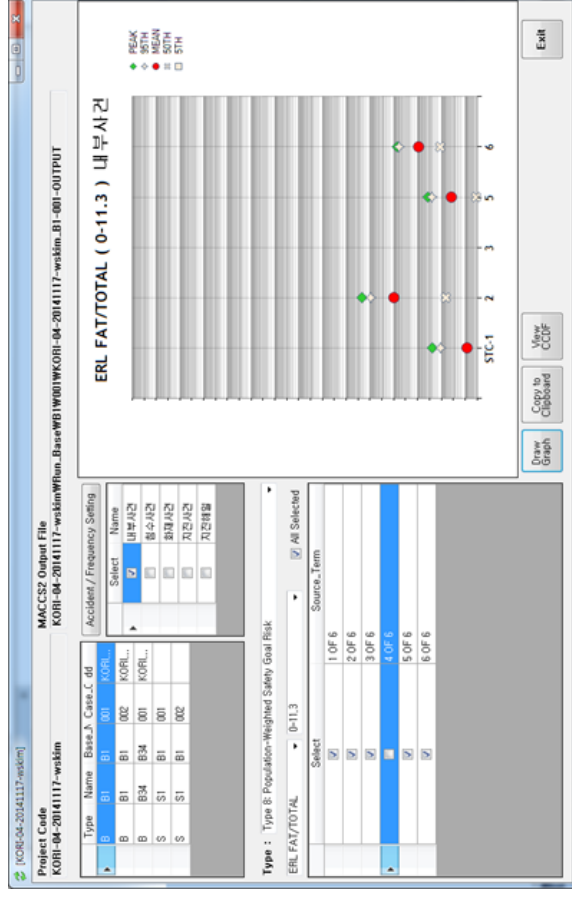 [KORI-04-20141117-wskim]
Project Code
KORI-04-20141117-wskim
MACCS2 Output File
KORI-04-20141117-wskim₩Run_Base₩B1₩001₩KORI-04-20141117-wskim_B1-001-OUTPUT
Type Name Base_N Case_C dd
B B1 B1 001 KORI...
B B1 B1 002 KORI...
B B34 B34 001 KORI...
S S1 B1 001
S S1 B1 002
Accident / Frequency Setting
Select Name
내부사건
침수사건
화재사건
지진사건
지진해일
Type : Type 8: Population-Weighted Safety Goal Risk
ERL FAT/TOTAL 0-11.3 All Selected
Select Source_Term
1 OF 6
2 OF 6
3 OF 6
4 OF 6
5 OF 6
6 OF 6
ERL FAT/TOTAL ( 0-11.3 ) 내부사건
PEAK
95TH
MEAN
50TH
5TH
STC-1 2 3 5 6
Draw Graph
Copy to Clipboard
View CCDF
Exit